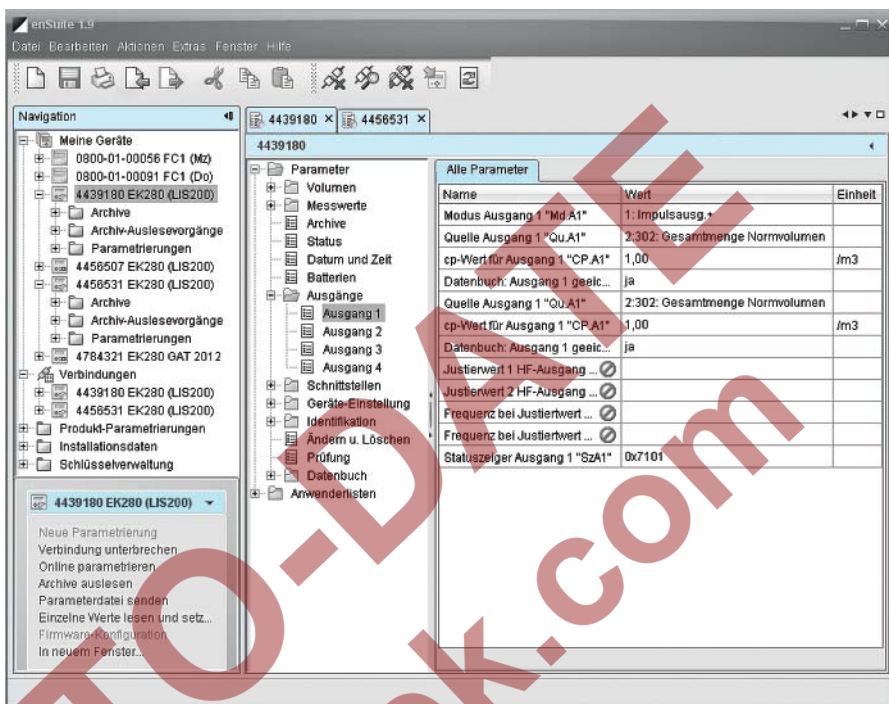 enSuite 1.9
Datei Bearbeiten Aktionen Extras Fenster Hilfe
Navigation
Meine Geräte
0800-01-00056 FC1 (Mz)
0800-01-00091 FC1 (Do)
4439180 EK280 (LIS200)
Archive
Archiv-Auslesevorgänge
Parametrierungen
4456507 EK280 (LIS200)
4456531 EK280 (LIS200)
Archive
Archiv-Auslesevorgänge
Parametrierungen
4784321 EK280 GAT 2012
Verbindungen
4439180 EK280 (LIS200)
4456531 EK280 (LIS200)
Produkt-Parametrierungen
Installationsdaten
Schlüsselverwaltung
4439180 EK280 (LIS200)
Neue Parametrierung
Verbindung unterbrechen
Online parametrieren
Archive auslesen
Parameterdatei senden
Einzelne Werte lesen und setz...
Firmware-Konfiguration
In neuem Fenster...
4439180 4456531
4439180
Parameter
Volumen
Messwerte
Archive
Status
Datum und Zeit
Batterien
Ausgänge
Ausgang 1
Ausgang 2
Ausgang 3
Ausgang 4
Schnittstellen
Geräte-Einstellung
Identifikation
Ändern u. Löschen
Prüfung
Datenbuch
Anwenderlisten
Alle Parameter
Name Wert Einheit
Modus Ausgang 1 "Md.A1" 1: Impulsausg.+
Quelle Ausgang 1 "Qu.A1" 2:302: Gesamtmenge Normvolumen
cp-Wert für Ausgang 1 "CP.A1" 1,00 /m3
Datenbuch: Ausgang 1 geeic... ja
Quelle Ausgang 1 "Qu.A1" 2:302: Gesamtmenge Normvolumen
cp-Wert für Ausgang 1 "CP.A1" 1,00 /m3
Datenbuch: Ausgang 1 geeic... ja
Justierwert 1 HF-Ausgang ...
Justierwert 2 HF-Ausgang ...
Frequenz bei Justiertwert ...
Frequenz bei Justiertwert ...
Statuszeiger Ausgang 1 "SzA1" 0x7101
TO-DATE
k.com